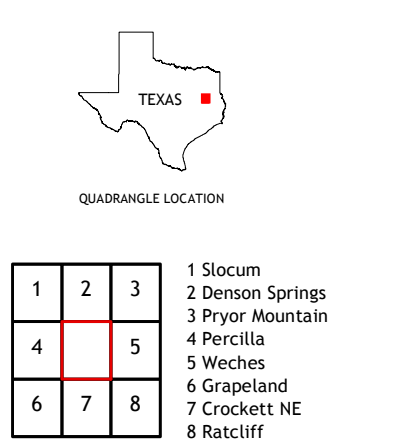 TEXAS
QUADRANGLE LOCATION
1 2 3
4 5
6 7 8
1 Slocum
2 Denson Springs
3 Pryor Mountain
4 Percilla
5 Weches
6 Grapeland
7 Crockett NE
8 Ratcliff